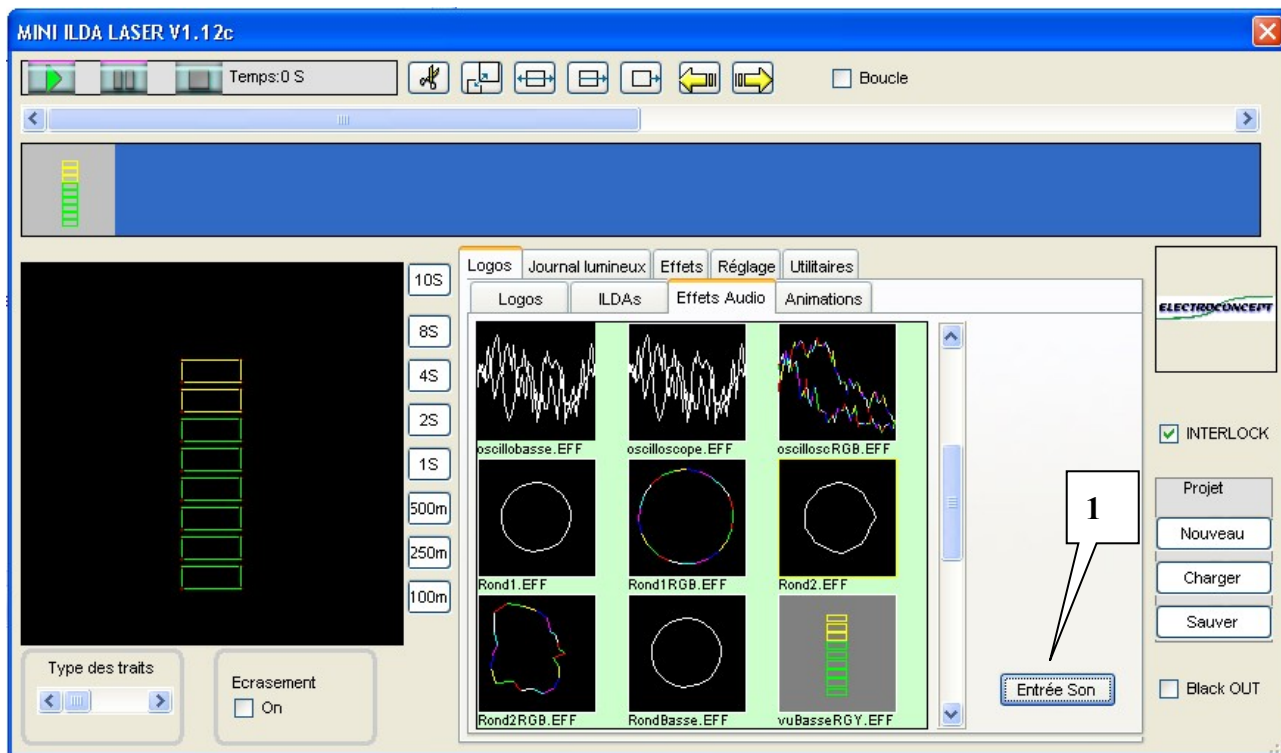 MINI ILDA LASER V1.12c
Temps:0 S
Boucle
10S
8S
4S
2S
1S
500m
250m
100m
Logos Journal lumineux Effets Réglage Utilitaires
Logos ILDAs Effets Audio Animations
oscillobasse.EFF oscilloscope.EFF oscilloscRGB.EFF
Rond1.EFF Rond1RGB.EFF Rond2.EFF
Rond2RGB.EFF RondBasse.EFF vuBasseRGY.EFF
1
Entrée Son
ELECTROCONCEPT
INTERLOCK
Projet
Nouveau
Charger
Sauver
Black OUT
Type des traits
Ecrasement
On